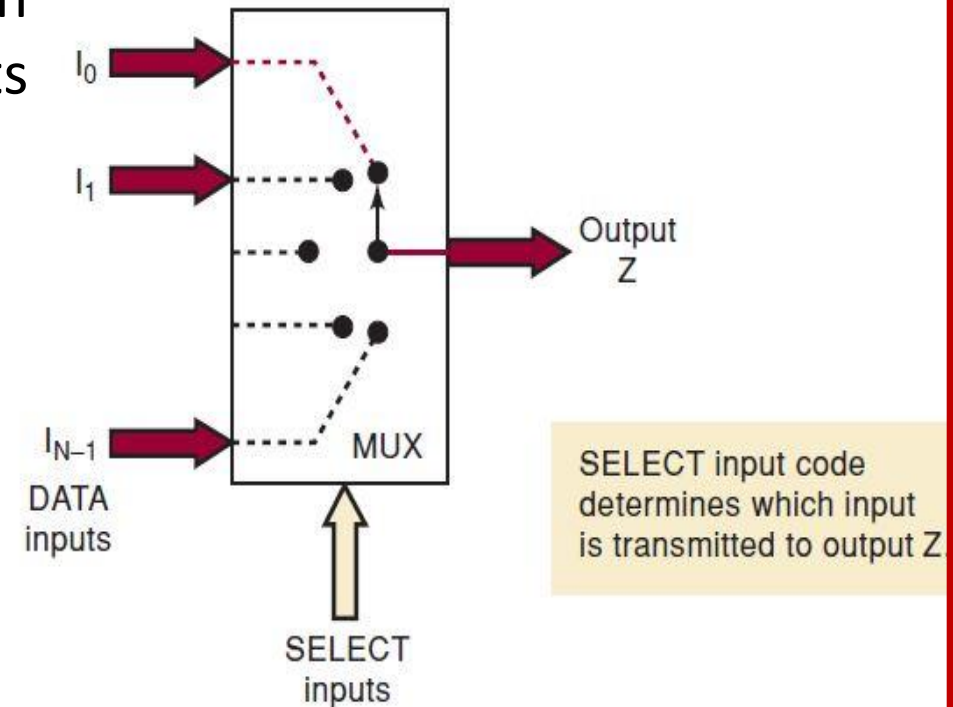 I₀
I₁
Output
Z
I_N–1
MUX
DATA
inputs
SELECT input code
determines which input
is transmitted to output Z.
SELECT
inputs